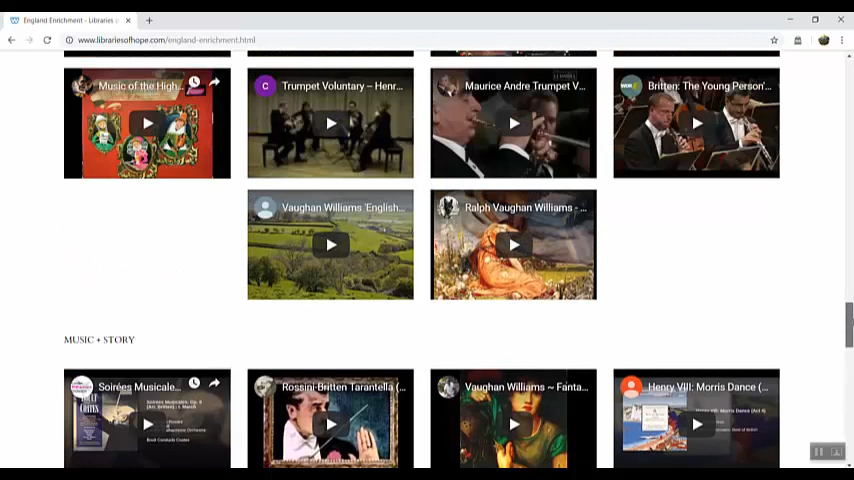 England Enrichment - Libraries o
www.librariesofhope.com/england-enrichment.html
Music of the High...
C
Trumpet Voluntary – Henr...
Maurice Andre Trumpet V...
Britten: The Young Person'...
Vaughan Williams 'English...
Ralph Vaughan Williams - ...
MUSIC + STORY
Soirées Musicale...
Rossini-Britten Tarantella (...
Vaughan Williams ~ Fanta...
Henry VIII: Morris Dance (...